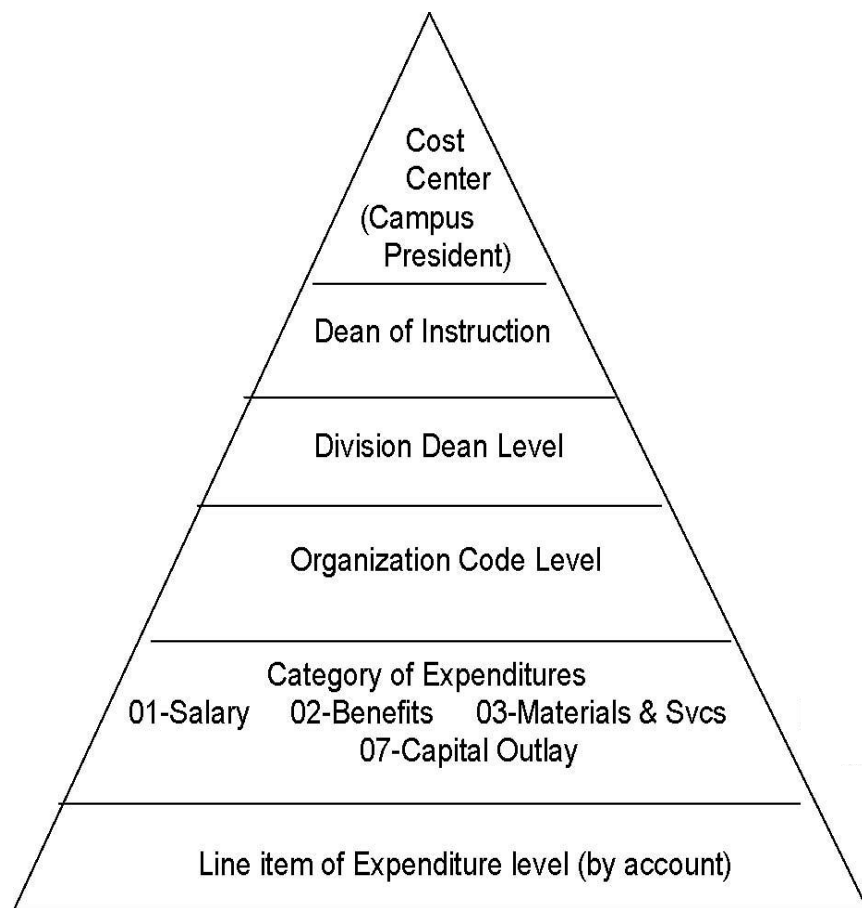 Cost
Center
(Campus
President)
Dean of Instruction
Division Dean Level
Organization Code Level
Category of Expenditures
01-Salary 02-Benefits 03-Materials & Svcs
07-Capital Outlay
Line item of Expenditure level (by account)